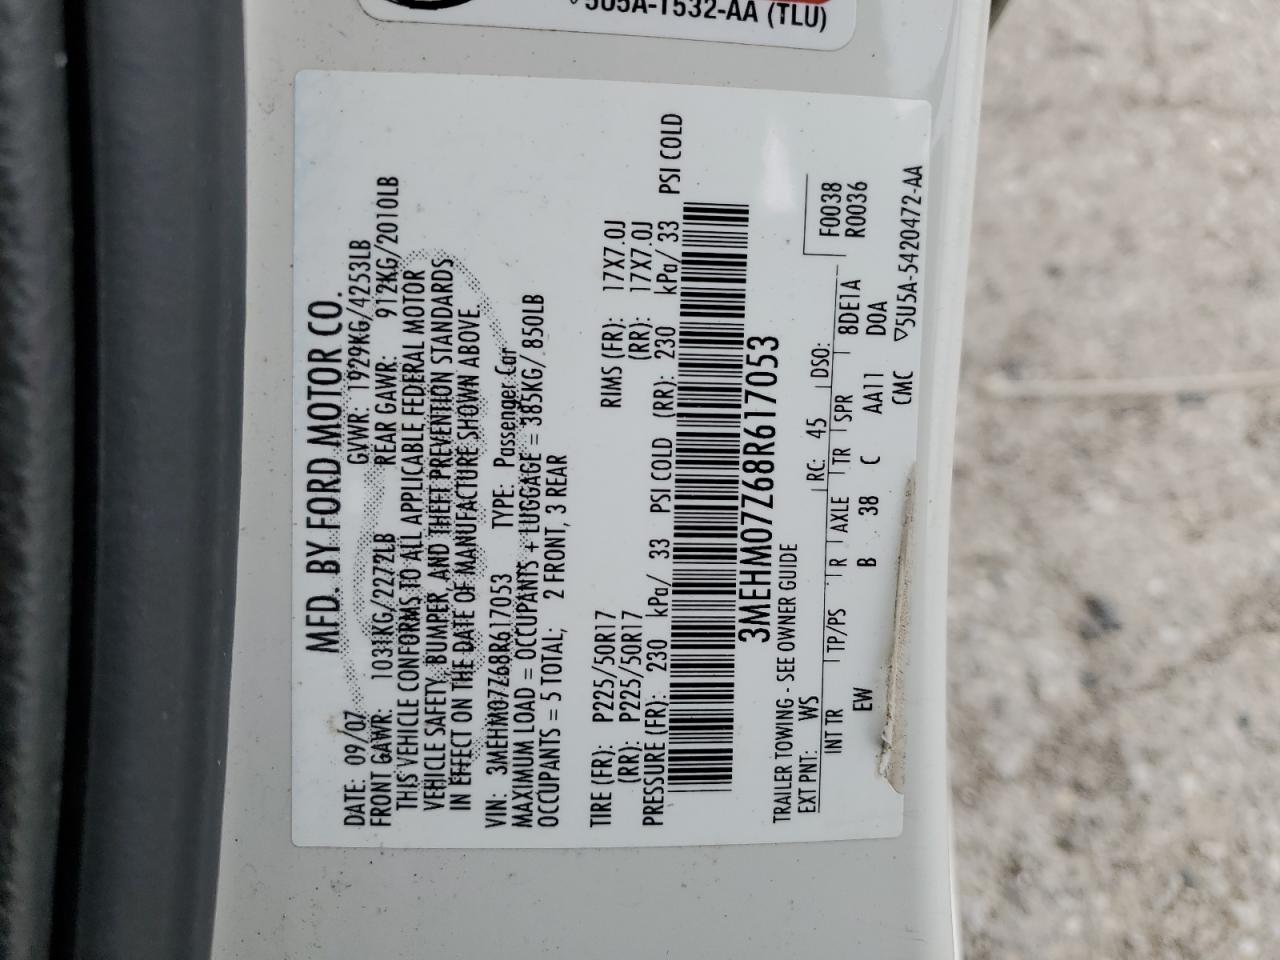 5U5A-1532-AA (TLU)
MFD. BY FORD MOTOR CO.
DATE: 09/07 GVWR: 1929KG/4253LB
FRONT GAWR: 1031KG/2272LB REAR GAWR: 912KG/2010LB
THIS VEHICLE CONFORMS TO ALL APPLICABLE FEDERAL MOTOR
VEHICLE SAFETY, BUMPER, AND THEFT PREVENTION STANDARDS
IN EFFECT ON THE DATE OF MANUFACTURE SHOWN ABOVE.
VIN: 3MEHM07Z68R617053 TYPE: Passenger Car
MAXIMUM LOAD = OCCUPANTS + LUGGAGE = 385KG/ 850LB
OCCUPANTS = 5 TOTAL; 2 FRONT, 3 REAR
TIRE (FR): P225/50R17 RIMS (FR): 17X7.0J
(RR): P225/50R17 (RR): 17X7.0J
PRESSURE (FR): 230 kPa/ 33 PSI COLD (RR): 230 kPa/ 33 PSI COLD
3MEHM07Z68R617053
TRAILER TOWING - SEE OWNER GUIDE
EXT PNT: WS RC: 45 DSO: F0038
R0036
INT TR TP/PS R AXLE TR SPR 8DE1A
EW B 38 C AA11 D0A
CMC ▽5U5A-5420472-AA